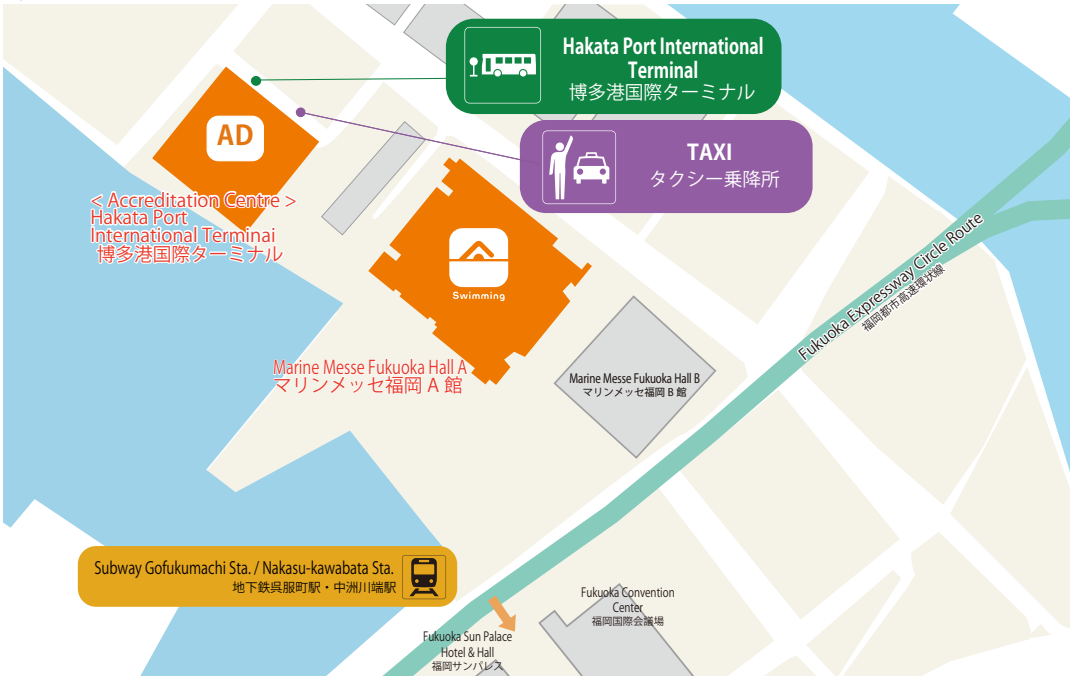 Hakata Port International
Terminal
博多港国際ターミナル
AD
TAXI
タクシー乗降所
< Accreditation Centre >
Hakata Port
International Terminai
博多港国際ターミナル
Swimming
Fukuoka Expressway Circle Route
福岡都市高速環状線
Marine Messe Fukuoka Hall A
マリンメッセ福岡 A 館
Marine Messe Fukuoka Hall B
マリンメッセ福岡 B 館
Subway Gofukumachi Sta. / Nakasu-kawabata Sta.
地下鉄呉服町駅・中洲川端駅
Fukuoka Convention
Center
福岡国際会議場
Fukuoka Sun Palace
Hotel & Hall
福岡サンパレス